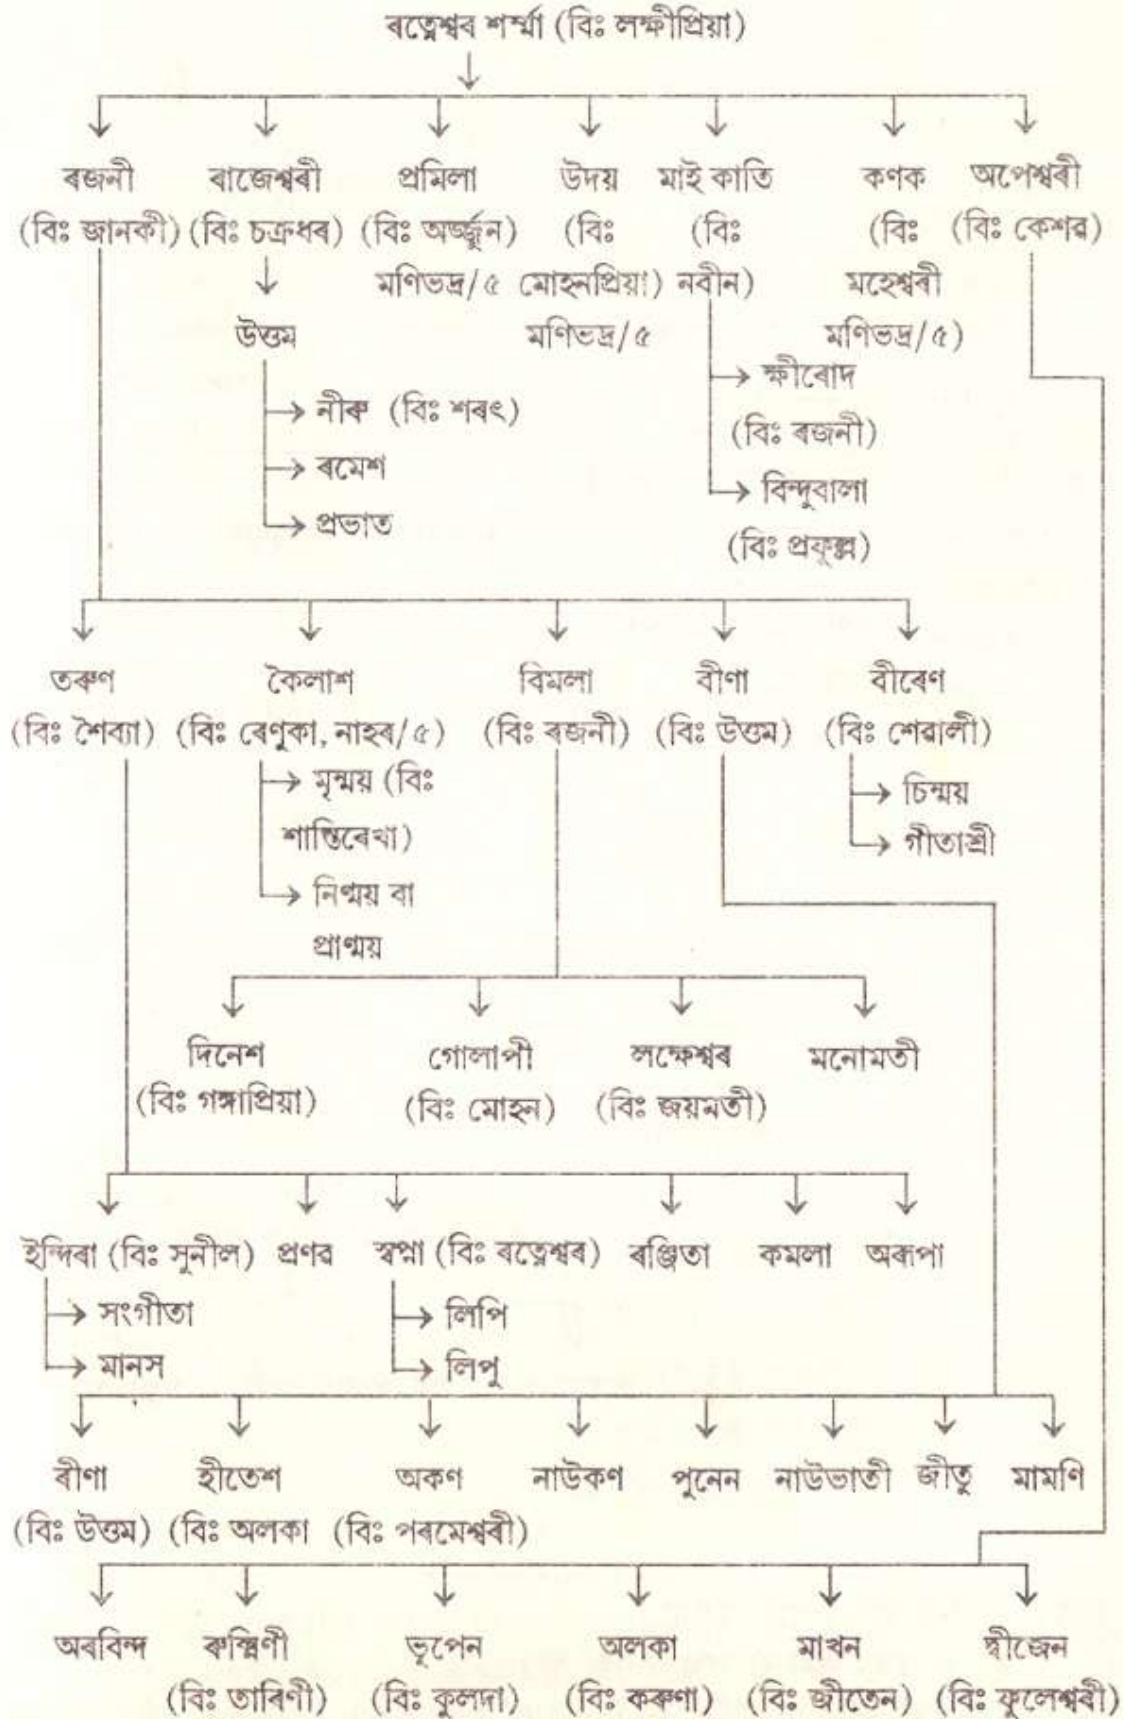 ৰত্নেশ্বৰ শৰ্ম্মা (বিঃ লক্ষীপ্ৰিয়া)
ৰজনী ৰাজেশ্বৰী প্ৰমিলা উদয় মাই কাতি কণক অপেশ্বৰী
(বিঃ জানকী) (বিঃ চক্ৰধৰ) (বিঃ অৰ্জ্জুন) (বিঃ (বিঃ (বিঃ (বিঃ কেশৱ)
মণিভদ্ৰ/৫ মোহনপ্ৰিয়া) নবীন) মহেশ্বৰী
উত্তম মণিভদ্ৰ/৫ মণিভদ্ৰ/৫)
ক্ষীৰোদ
নীৰু (বিঃ শৰৎ) (বিঃ ৰজনী)
ৰমেশ বিন্দুবালা
প্ৰভাত (বিঃ প্ৰফুল্ল)
তৰুণ কৈলাশ বিমলা বীণা বীৰেণ
(বিঃ শৈব্যা) (বিঃ ৰেণুকা, নাহৰ/৫) (বিঃ ৰজনী) (বিঃ উত্তম) (বিঃ শেৱালী)
মৃন্ময় (বিঃ চিন্ময়
শান্তিৰেখা) গীতাশ্ৰী
নিণ্ময় বা
প্ৰাণ্ময়
দিনেশ গোলাপী লক্ষেশ্বৰ মনোমতী
(বিঃ গঙ্গাপ্ৰিয়া) (বিঃ মোহন) (বিঃ জয়মতী)
ইন্দিৰা (বিঃ সুনীল) প্ৰণৱ স্বপ্না (বিঃ ৰত্নেশ্বৰ) ৰঞ্জিতা কমলা অৰূপা
সংগীতা লিপি
মানস লিপু
ৰীণা হীতেশ অকণ নাউকণ পুনেন নাউভাতী জীতু মামণি
(বিঃ উত্তম) (বিঃ অলকা (বিঃ পৰমেশ্বৰী)
অৰবিন্দ ৰুক্মিণী ভূপেন অলকা মাখন দ্বীজেন
(বিঃ তাৰিণী) (বিঃ কুলদা) (বিঃ কৰুণা) (বিঃ জীতেন) (বিঃ ফুলেশ্বৰী)